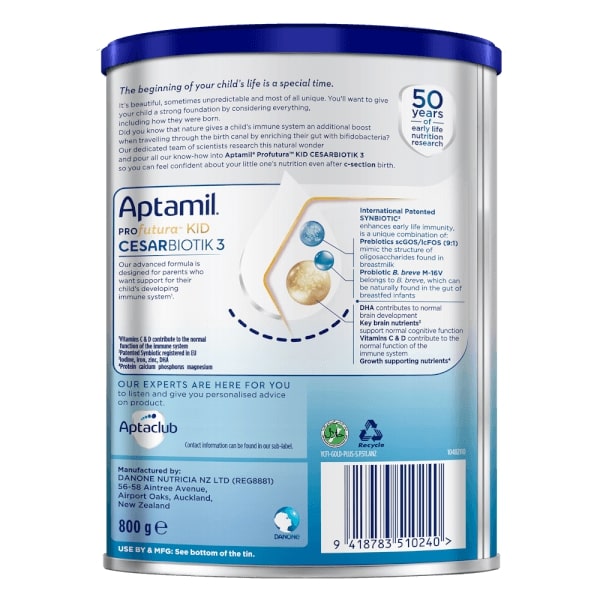 The beginning of your child's life is a special time.
It's beautiful, sometimes unpredictable and most of all unique. You'll want to give
your child a strong foundation by considering everything,
including how they were born.
Did you know that nature gives a child's immune system an additional boost
when travelling through the birth canal by enriching their gut with bifidobacteria?
Our dedicated team of scientists research this natural wonder
and pour all our know-how into Aptamil® Profutura™ KID CESARBIOTIK 3
so you can feel confident about your little one's nutrition even after c-section birth.
50
years
of
early life
nutrition
research
Aptamil®
PROfutura™ KID
CESARBIOTIK 3
Our advanced formula is
designed for parents who
want support for their
child's developing
immune system¹.
International Patented
SYNBIOTIC²
enhances early life immunity,
is a unique combination of:
Prebiotics scGOS/lcFOS (9:1)
mimic the structure of
oligosaccharides found in
breastmilk
Probiotic B. breve M-16V
belongs to B. breve, which can
be naturally found in the gut of
breastfed infants
DHA contributes to normal
brain development
Key brain nutrients³
support normal cognitive function
Vitamins C & D contribute to the
normal function of the
immune system
Growth supporting nutrients⁴
¹Vitamins C & D contribute to the normal
function of the immune system
²Patented Synbiotic registered in EU
³Iodine, iron, zinc, DHA
⁴Protein calcium phosphorus magnesium
OUR EXPERTS ARE HERE FOR YOU
to listen and give you personalised advice
on product.
Aptaclub
Contact information can be found in our sub-label.
Recycle
Manufactured by:
DANONE NUTRICIA NZ LTD (REG8881)
56-58 Aintree Avenue,
Airport Oaks, Auckland,
New Zealand
800 g ℮
DANONE
USE BY & MFG: See bottom of the tin.
9 418783 510240 >